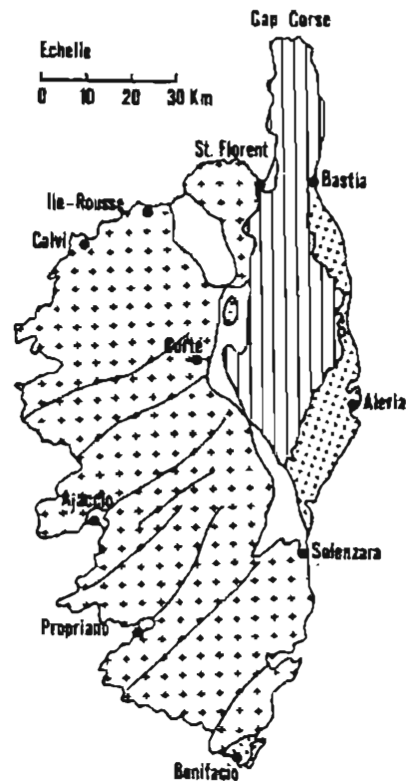 Cap Corse
Echelle
0 10 20 30 Km
St. Florent
Bastia
Ile-Rousse
Calvi
Corte
Aleria
Ajaccio
Solenzara
Propriano
Bonifacio